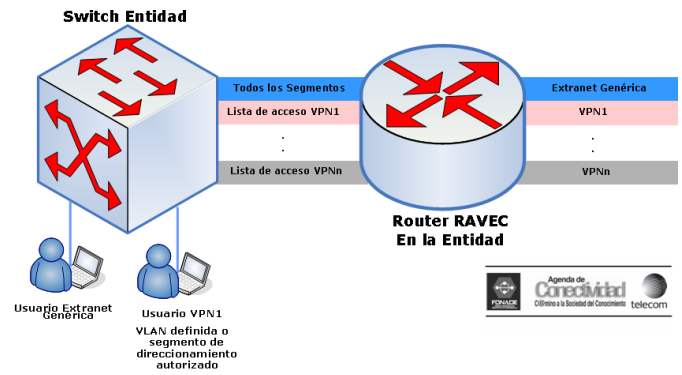 Switch Entidad
Todos los Segmentos
Extranet Genérica
Lista de acceso VPN1
VPN1
.
.
.
.
Lista de acceso VPNn
VPNn
Router RAVEC
En la Entidad
Usuario Extranet
Genérica
Usuario VPN1
VLAN definida o
segmento de
direccionamiento
autorizado
FONADE
Agenda de
Conectividad
C@mino a la Sociedad del Conocimiento
telecom